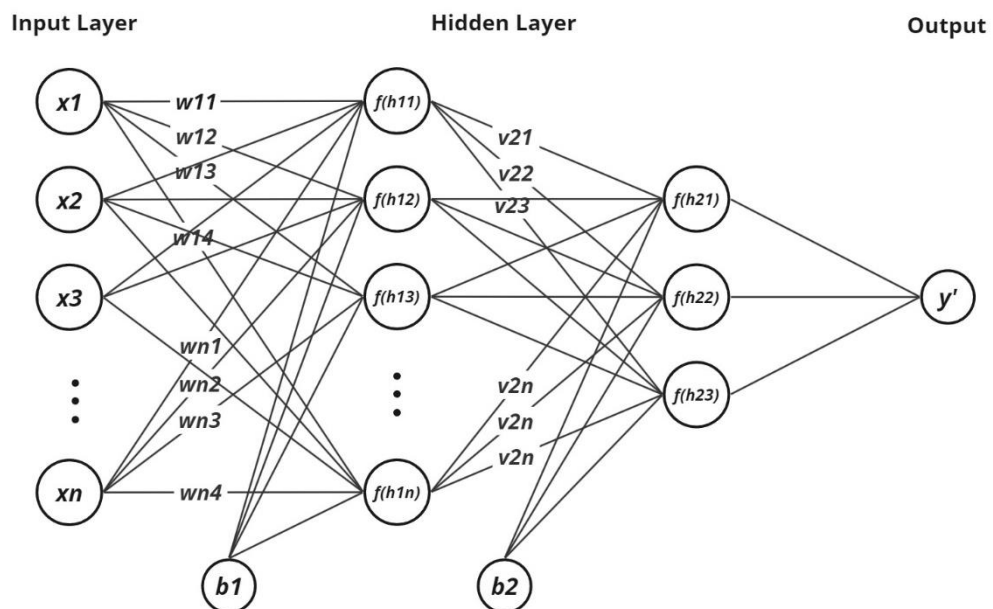 Input Layer
Hidden Layer
Output
x1
w11
f(h11)
w12
v21
w13
v22
x2
f(h12)
v23
f(h21)
w14
x3
f(h13)
f(h22)
y'
wn1
wn2
v2n
f(h23)
wn3
v2n
v2n
xn
wn4
f(h1n)
b1
b2